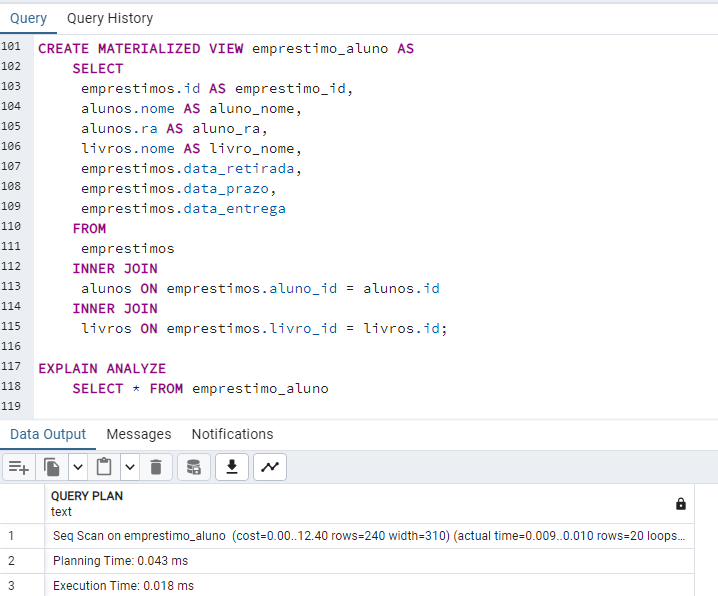 Query Query History
101 CREATE MATERIALIZED VIEW emprestimo_aluno AS
102 SELECT
103 emprestimos.id AS emprestimo_id,
104 alunos.nome AS aluno_nome,
105 alunos.ra AS aluno_ra,
106 livros.nome AS livro_nome,
107 emprestimos.data_retirada,
108 emprestimos.data_prazo,
109 emprestimos.data_entrega
110 FROM
111 emprestimos
112 INNER JOIN
113 alunos ON emprestimos.aluno_id = alunos.id
114 INNER JOIN
115 livros ON emprestimos.livro_id = livros.id;
116
117 EXPLAIN ANALYZE
118 SELECT * FROM emprestimo_aluno
119
Data Output Messages Notifications
QUERY PLAN
text
1 Seq Scan on emprestimo_aluno (cost=0.00..12.40 rows=240 width=310) (actual time=0.009..0.010 rows=20 loops...
2 Planning Time: 0.043 ms
3 Execution Time: 0.018 ms